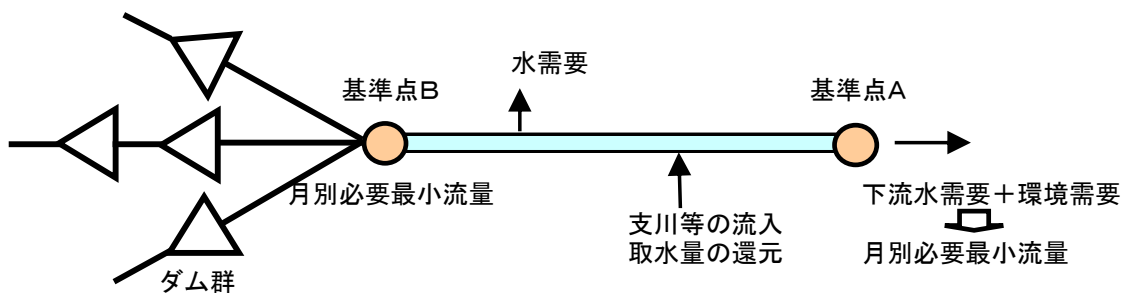 水需要
基準点B
基準点A
月別必要最小流量
下流水需要+環境需要
支川等の流入
取水量の還元
月別必要最小流量
ダム群